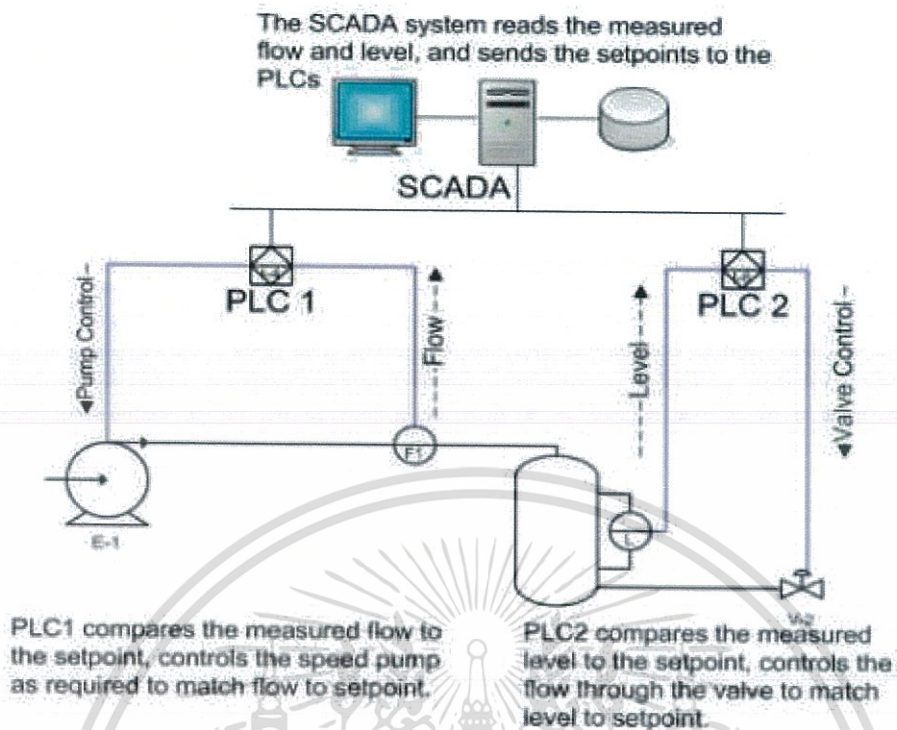 The SCADA system reads the measured
flow and level, and sends the setpoints to the
PLCs
SCADA
PLC 1
PLC 2
Pump Control
Flow
Level
Valve Control
F1
E-1
L
V-2
PLC1 compares the measured flow to
the setpoint, controls the speed pump
as required to match flow to setpoint.
PLC2 compares the measured
level to the setpoint, controls the
flow through the valve to match
level to setpoint.